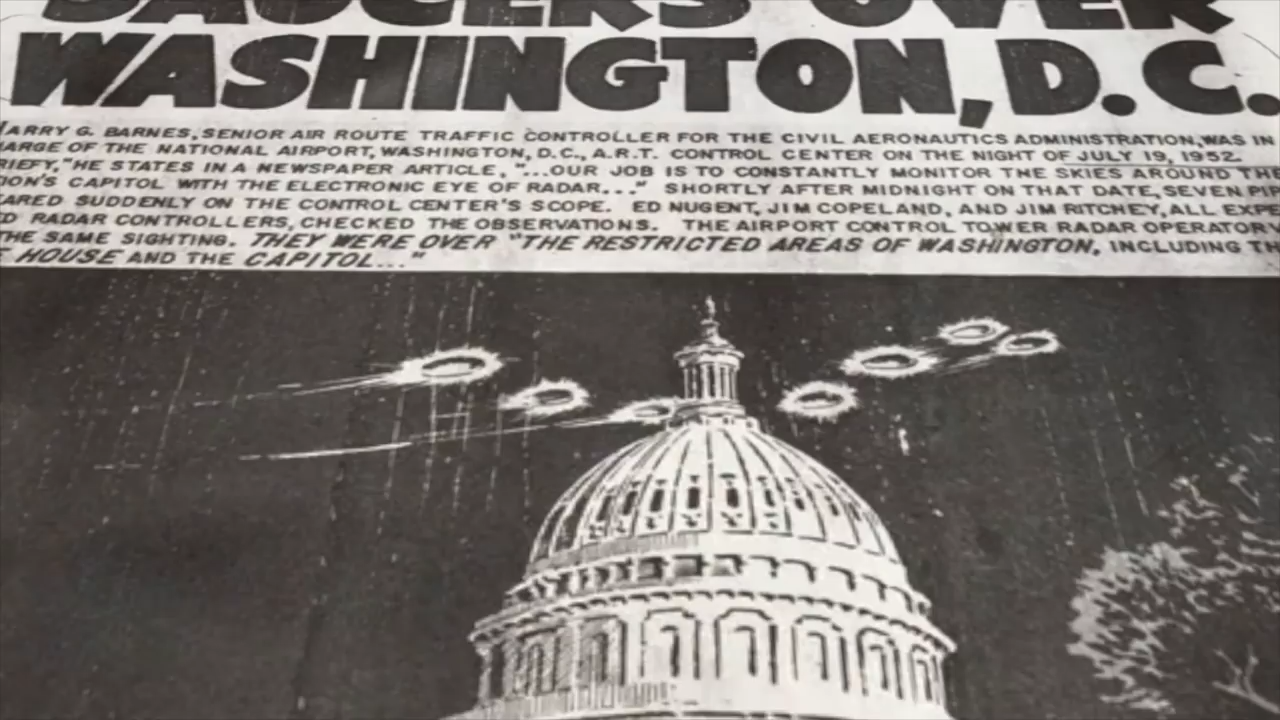 SAUCERS OVER
WASHINGTON, D.C.
HARRY G. BARNES, SENIOR AIR ROUTE TRAFFIC CONTROLLER FOR THE CIVIL AERONAUTICS ADMINISTRATION, WAS IN
ARGE OF THE NATIONAL AIRPORT, WASHINGTON, D.C., A.R.T. CONTROL CENTER ON THE NIGHT OF JULY 19, 1952.
RIEFY, "HE STATES IN A NEWSPAPER ARTICLE, "...OUR JOB IS TO CONSTANTLY MONITOR THE SKIES AROUND THE
ION'S CAPITOL WITH THE ELECTRONIC EYE OF RADAR..." SHORTLY AFTER MIDNIGHT ON THAT DATE, SEVEN PIP
ARED SUDDENLY ON THE CONTROL CENTER'S SCOPE. ED NUGENT, JIM COPELAND, AND JIM RITCHEY, ALL EXPE
D RADAR CONTROLLERS, CHECKED THE OBSERVATIONS. THE AIRPORT CONTROL TOWER RADAR OPERATOR
THE SAME SIGHTING. THEY WERE OVER "THE RESTRICTED AREAS OF WASHINGTON, INCLUDING TH
E HOUSE AND THE CAPITOL..."